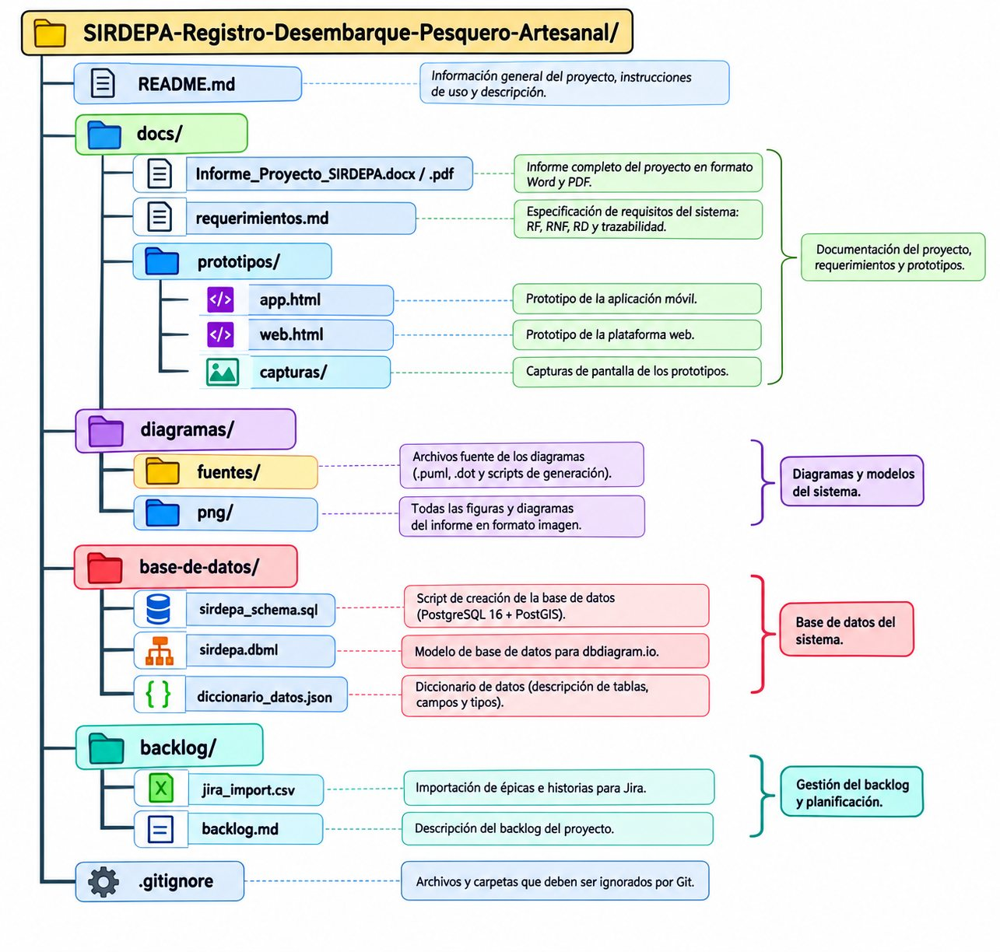 SIRDEPA-Registro-Desembarque-Pesquero-Artesanal/
README.md
Información general del proyecto, instrucciones
de uso y descripción.
docs/
Informe_Proyecto_SIRDEPA.docx / .pdf
Informe completo del proyecto en formato
Word y PDF.
requerimientos.md
Especificación de requisitos del sistema:
RF, RNF, RD y trazabilidad.
prototipos/
Documentación del proyecto,
requerimientos y prototipos.
</> app.html
Prototipo de la aplicación móvil.
</> web.html
Prototipo de la plataforma web.
capturas/
Capturas de pantalla de los prototipos.
diagramas/
fuentes/
Archivos fuente de los diagramas
(.puml, .dot y scripts de generación).
Diagramas y modelos
del sistema.
png/
Todas las figuras y diagramas
del informe en formato imagen.
base-de-datos/
sirdepa_schema.sql
Script de creación de la base de datos
(PostgreSQL 16 + PostGIS).
Base de datos del
sistema.
sirdepa.dbml
Modelo de base de datos para dbdiagram.io.
{ } diccionario_datos.json
Diccionario de datos (descripción de tablas,
campos y tipos).
backlog/
X jira_import.csv
Importación de épicas e historias para Jira.
Gestión del backlog
y planificación.
backlog.md
Descripción del backlog del proyecto.
.gitignore
Archivos y carpetas que deben ser ignorados por Git.